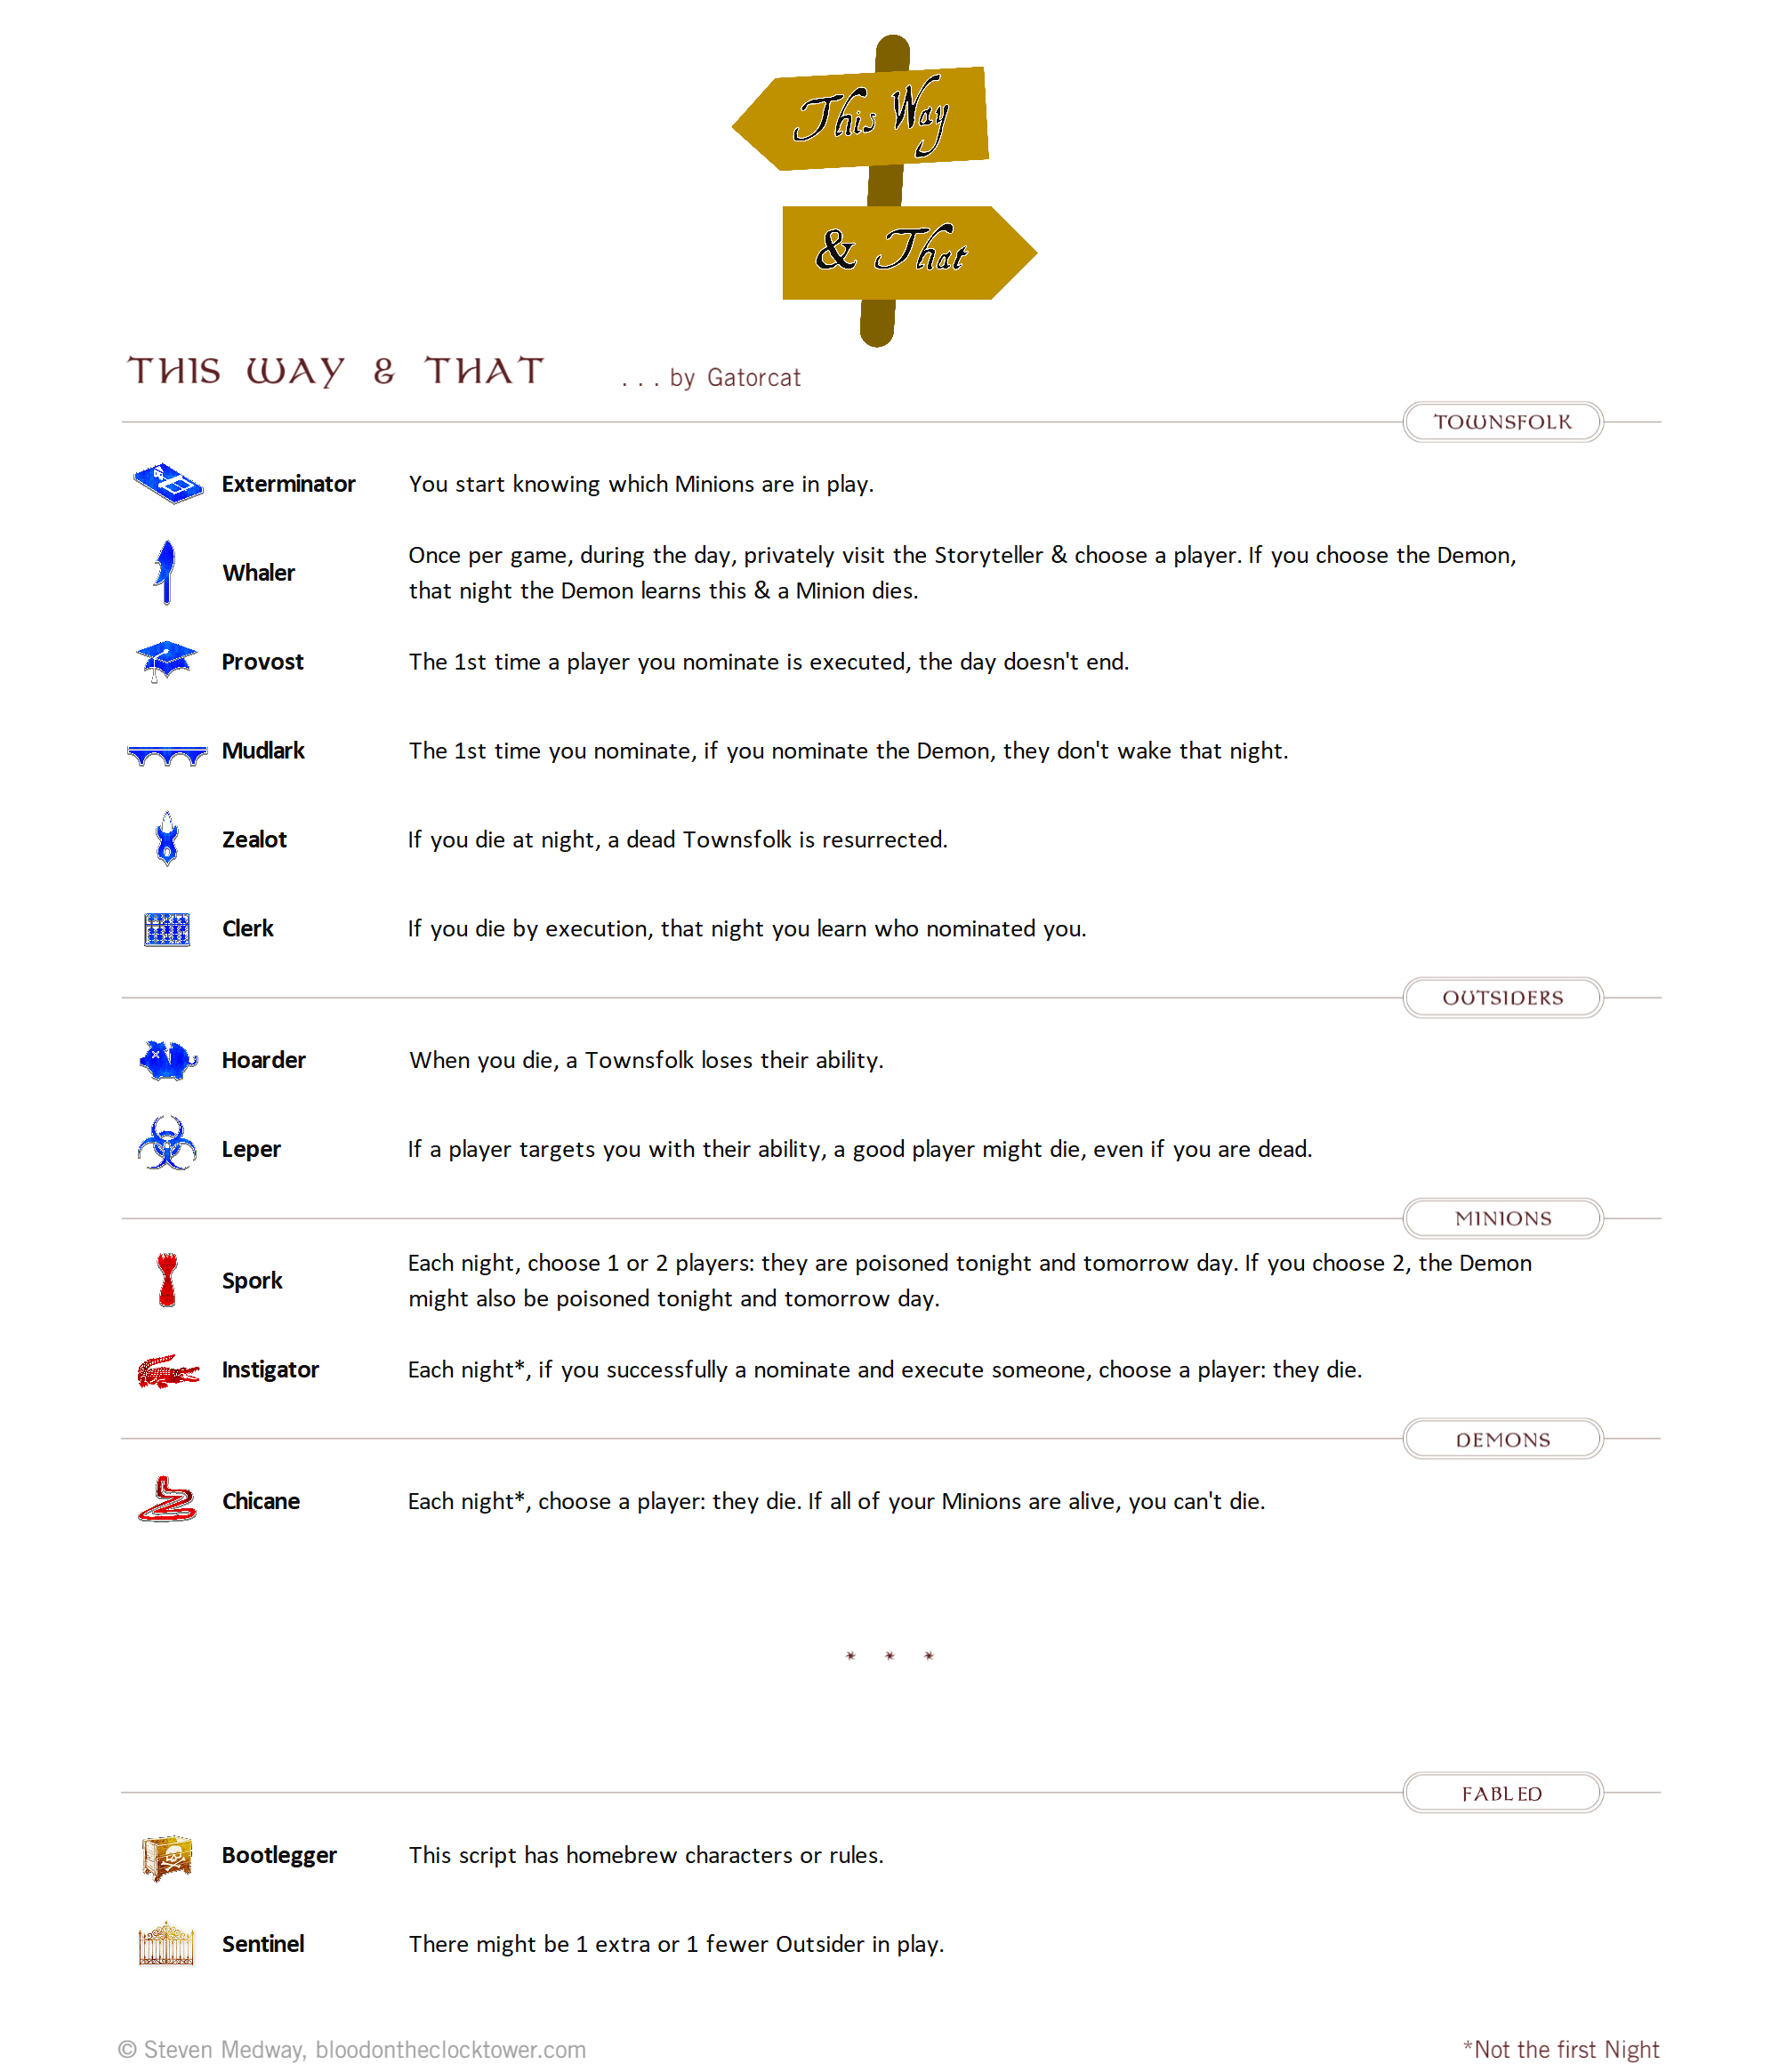 This Way
& That
THIS WAY & THAT ... by Gatorcat
TOWNSFOLK
Exterminator You start knowing which Minions are in play.
Whaler Once per game, during the day, privately visit the Storyteller & choose a player. If you choose the Demon,
that night the Demon learns this & a Minion dies.
Provost The 1st time a player you nominate is executed, the day doesn't end.
Mudlark The 1st time you nominate, if you nominate the Demon, they don't wake that night.
Zealot If you die at night, a dead Townsfolk is resurrected.
Clerk If you die by execution, that night you learn who nominated you.
OUTSIDERS
Hoarder When you die, a Townsfolk loses their ability.
Leper If a player targets you with their ability, a good player might die, even if you are dead.
MINIONS
Spork Each night, choose 1 or 2 players: they are poisoned tonight and tomorrow day. If you choose 2, the Demon
might also be poisoned tonight and tomorrow day.
Instigator Each night*, if you successfully a nominate and execute someone, choose a player: they die.
DEMONS
Chicane Each night*, choose a player: they die. If all of your Minions are alive, you can't die.
* * *
FABLED
Bootlegger This script has homebrew characters or rules.
Sentinel There might be 1 extra or 1 fewer Outsider in play.
© Steven Medway, bloodontheclocktower.com *Not the first Night